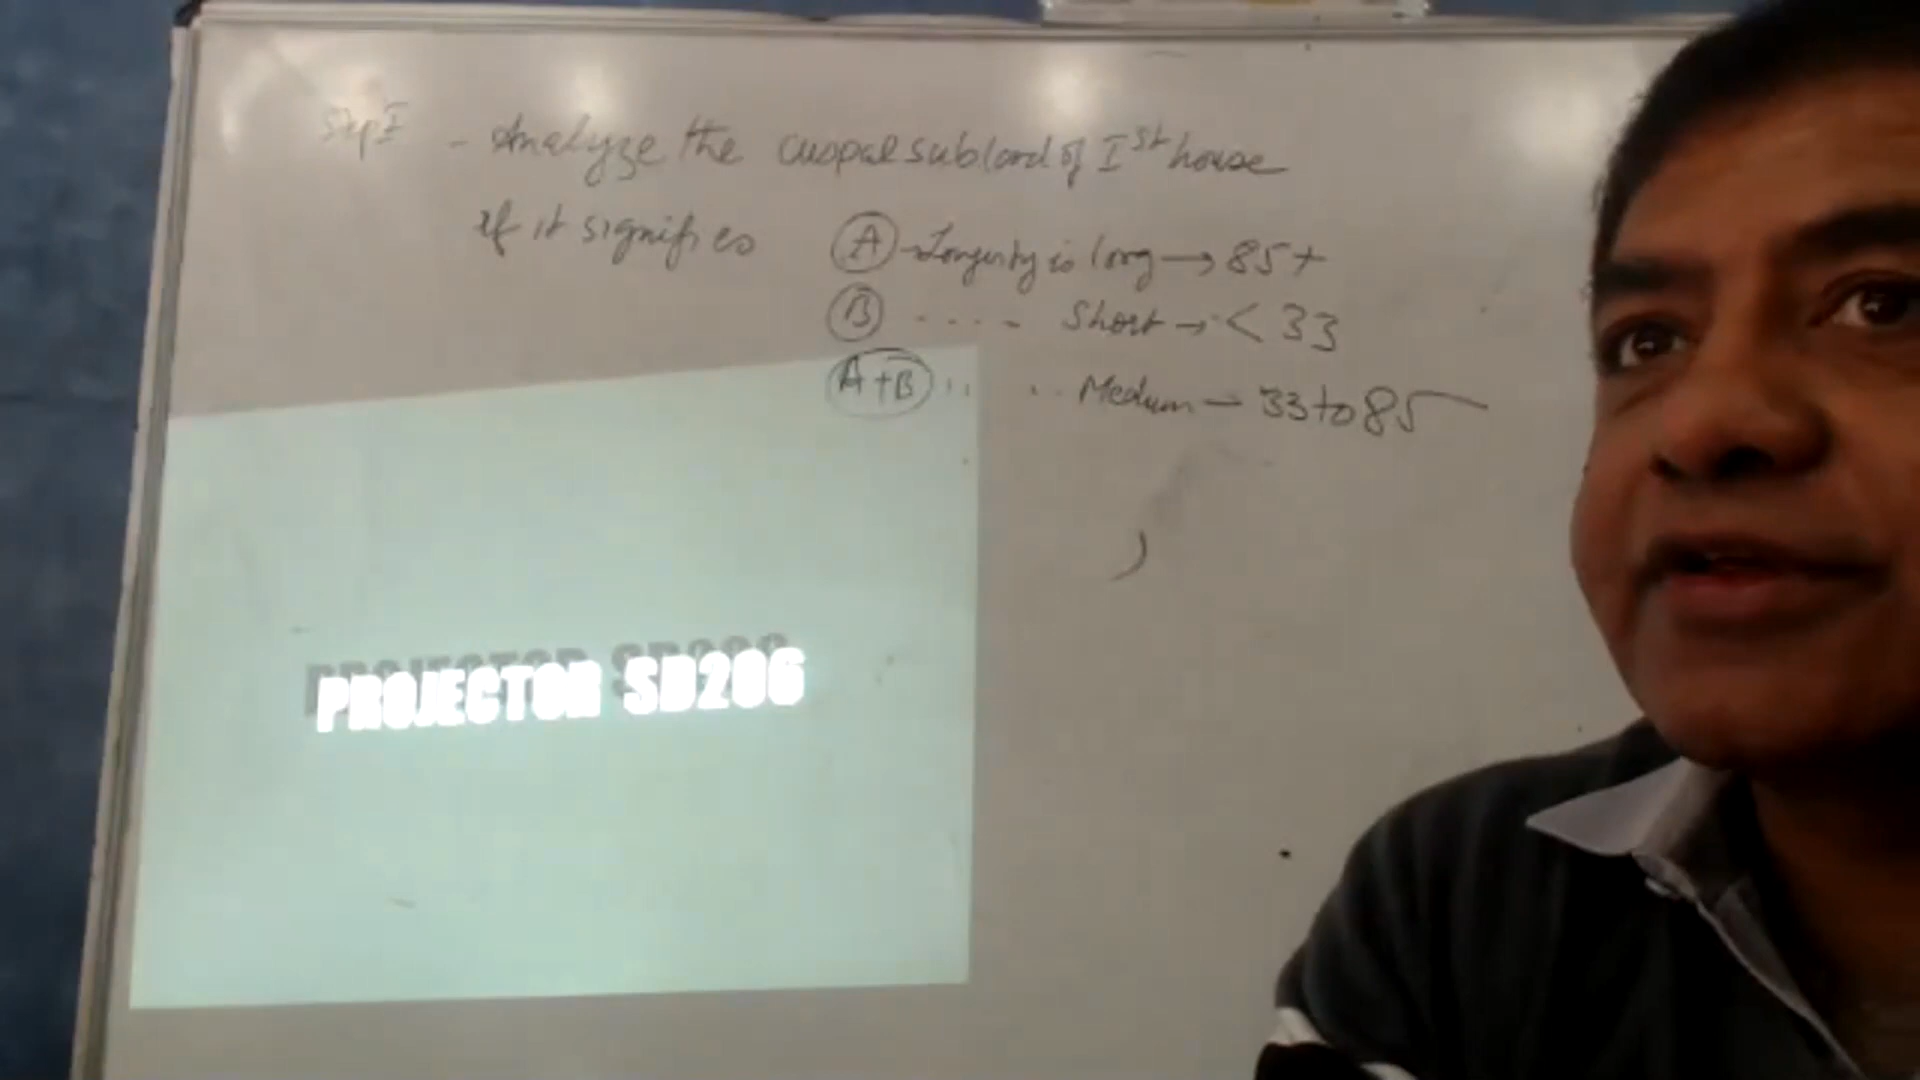 Step I - Analyze the cuspal sublord of Ist house
if it signifies
A - Longevity is long → 85+
B ..... Short → < 33
A+B .. .. Medium - 33 to 85
PROJECTOR SD206